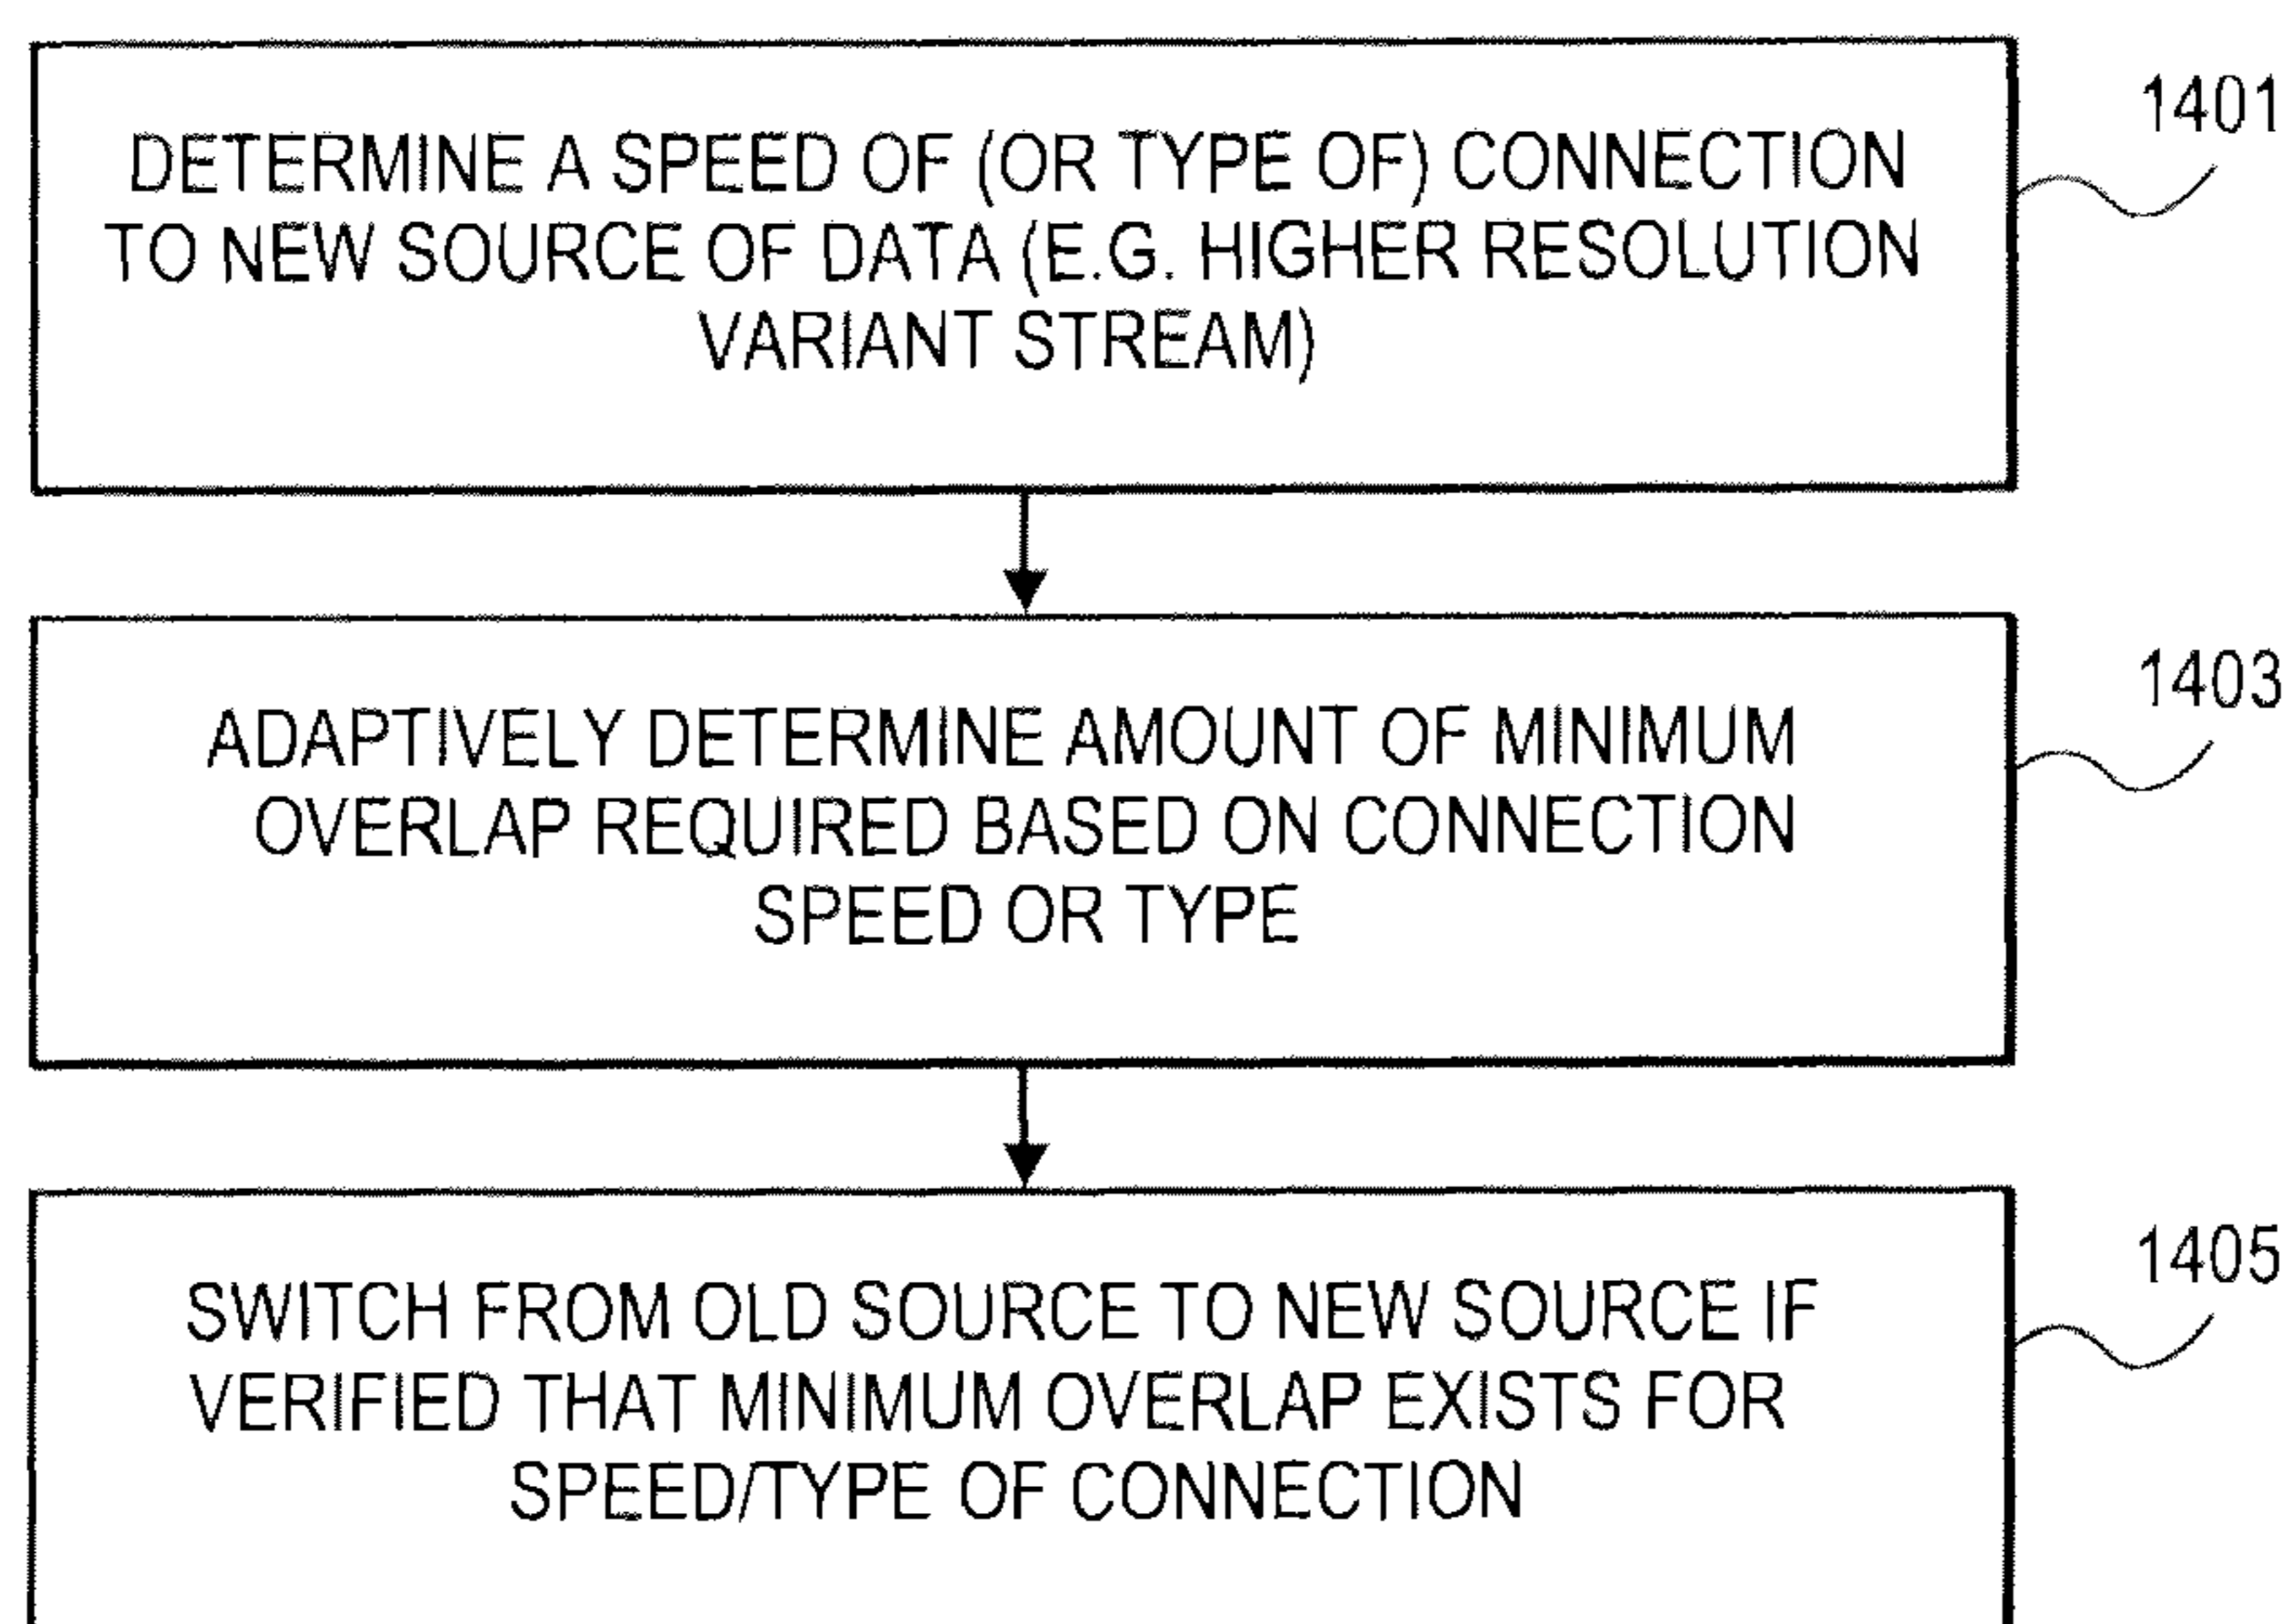 1401
DETERMINE A SPEED OF (OR TYPE OF) CONNECTION
TO NEW SOURCE OF DATA (E.G. HIGHER RESOLUTION
VARIANT STREAM)
1403
ADAPTIVELY DETERMINE AMOUNT OF MINIMUM
OVERLAP REQUIRED BASED ON CONNECTION
SPEED OR TYPE
1405
SWITCH FROM OLD SOURCE TO NEW SOURCE IF
VERIFIED THAT MINIMUM OVERLAP EXISTS FOR
SPEED/TYPE OF CONNECTION